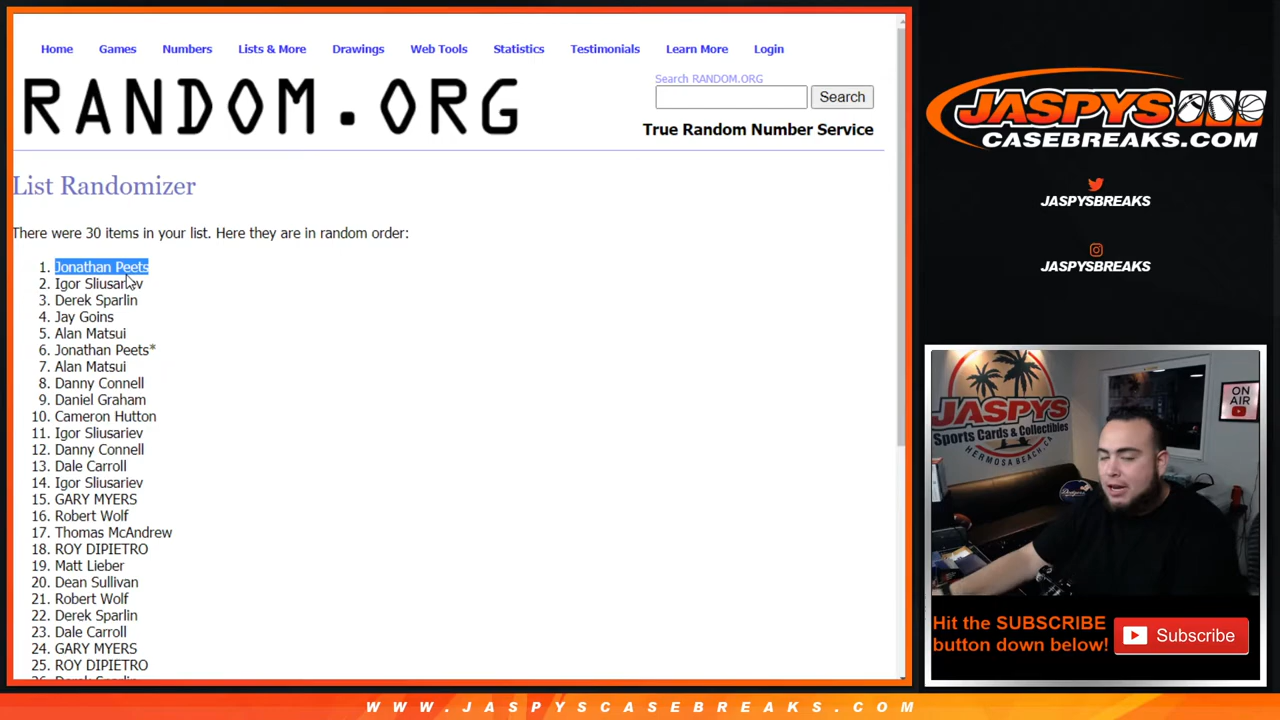 Home Games Numbers Lists & More Drawings Web Tools Statistics Testimonials Learn More Login
RANDOM.ORG
Search RANDOM.ORG
Search
True Random Number Service
List Randomizer
There were 30 items in your list. Here they are in random order:
1. Jonathan Peets
2. Igor Sliusariev
3. Derek Sparlin
4. Jay Goins
5. Alan Matsui
6. Jonathan Peets*
7. Alan Matsui
8. Danny Connell
9. Daniel Graham
10. Cameron Hutton
11. Igor Sliusariev
12. Danny Connell
13. Dale Carroll
14. Igor Sliusariev
15. GARY MYERS
16. Robert Wolf
17. Thomas McAndrew
18. ROY DIPIETRO
19. Matt Lieber
20. Dean Sullivan
21. Robert Wolf
22. Derek Sparlin
23. Dale Carroll
24. GARY MYERS
25. ROY DIPIETRO
26. Derek Sparlin
JASPYS
CASEBREAKS.COM
JASPYSBREAKS
JASPYSBREAKS
JASPYS
Sports Cards & Collectibles
HERMOSA BEACH, CA
ON AIR
Dodgers
Hit the SUBSCRIBE
button down below!
Subscribe
WWW.JASPYSCASEBREAKS.COM